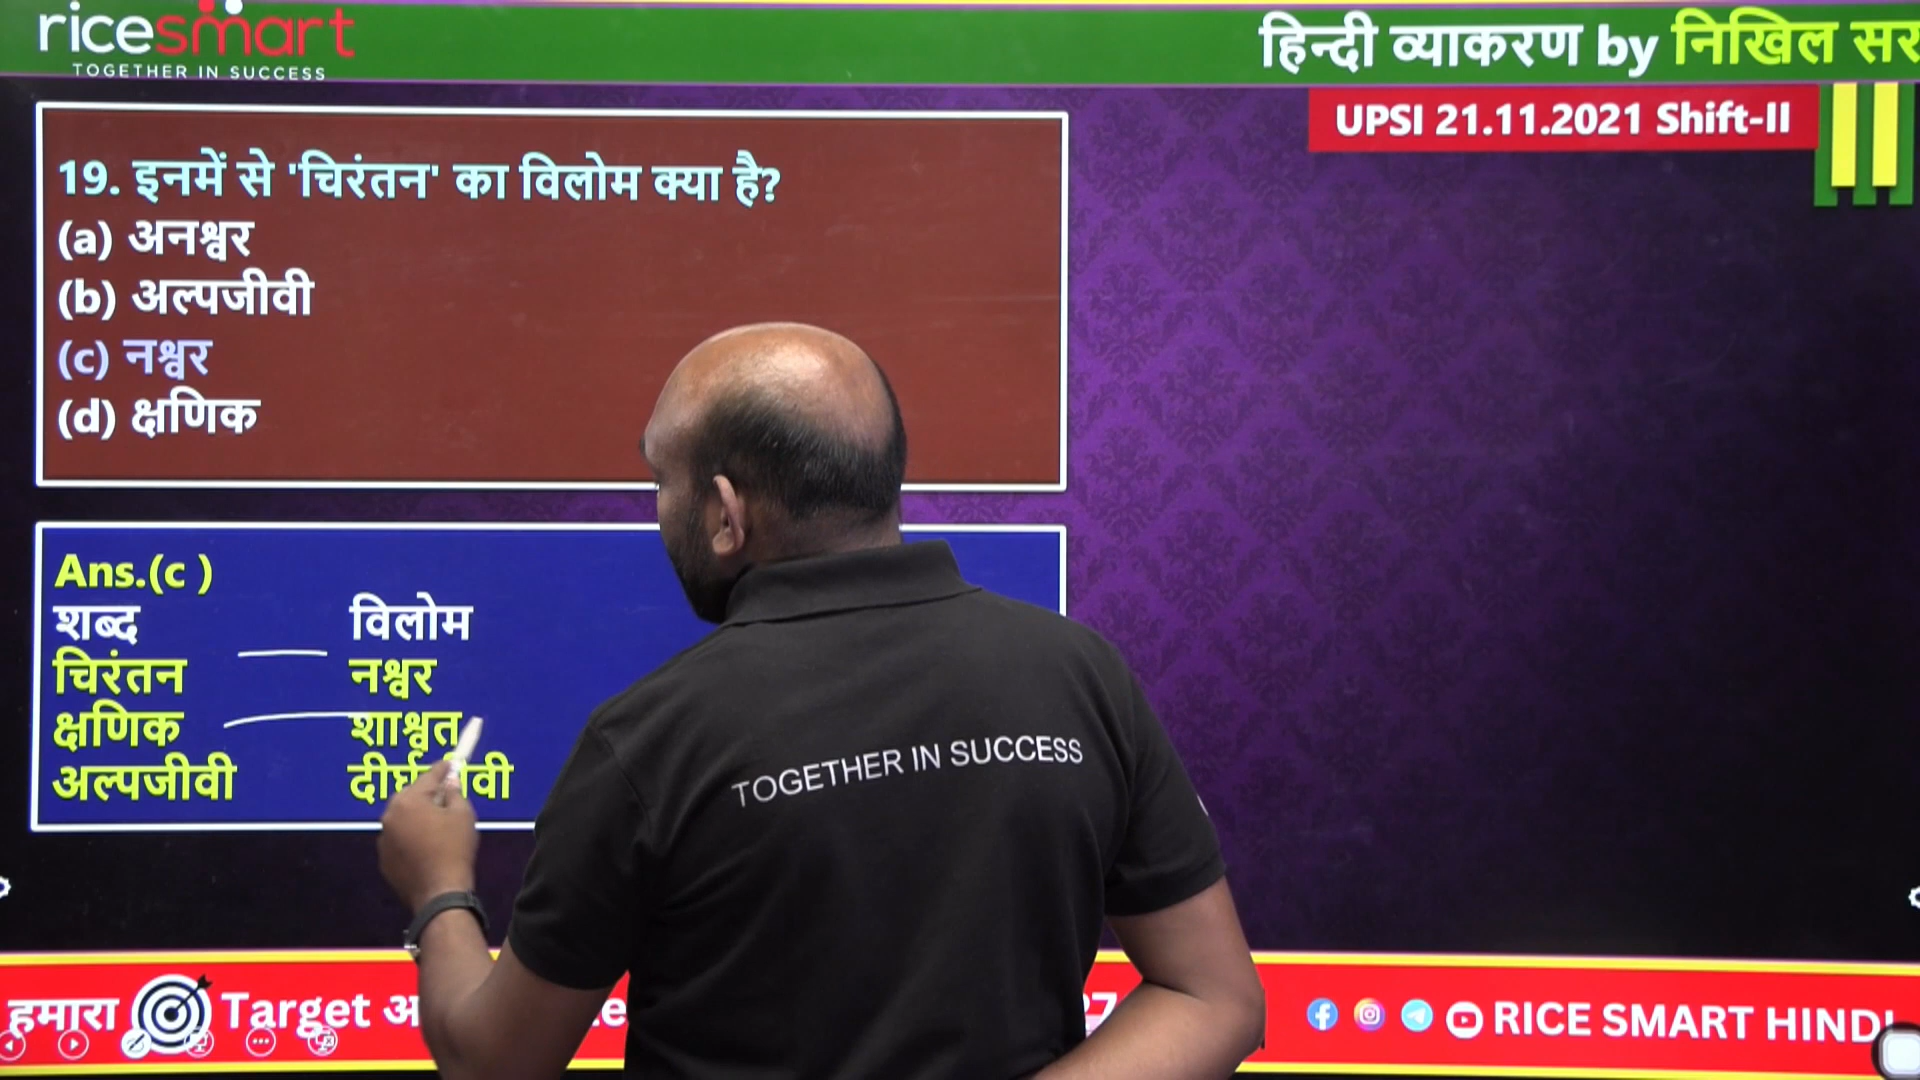 ricesmart
TOGETHER IN SUCCESS
हिन्दी व्याकरण by निखिल सर
UPSI 21.11.2021 Shift-II
19. इनमें से 'चिरंतन' का विलोम क्या है?
(a) अनश्वर
(b) अल्पजीवी
(c) नश्वर
(d) क्षणिक
Ans.(c )
शब्द विलोम
चिरंतन नश्वर
क्षणिक शाश्वत
अल्पजीवी
TOGETHER IN SUCCESS
हमारा Target
RICE SMART HINDI